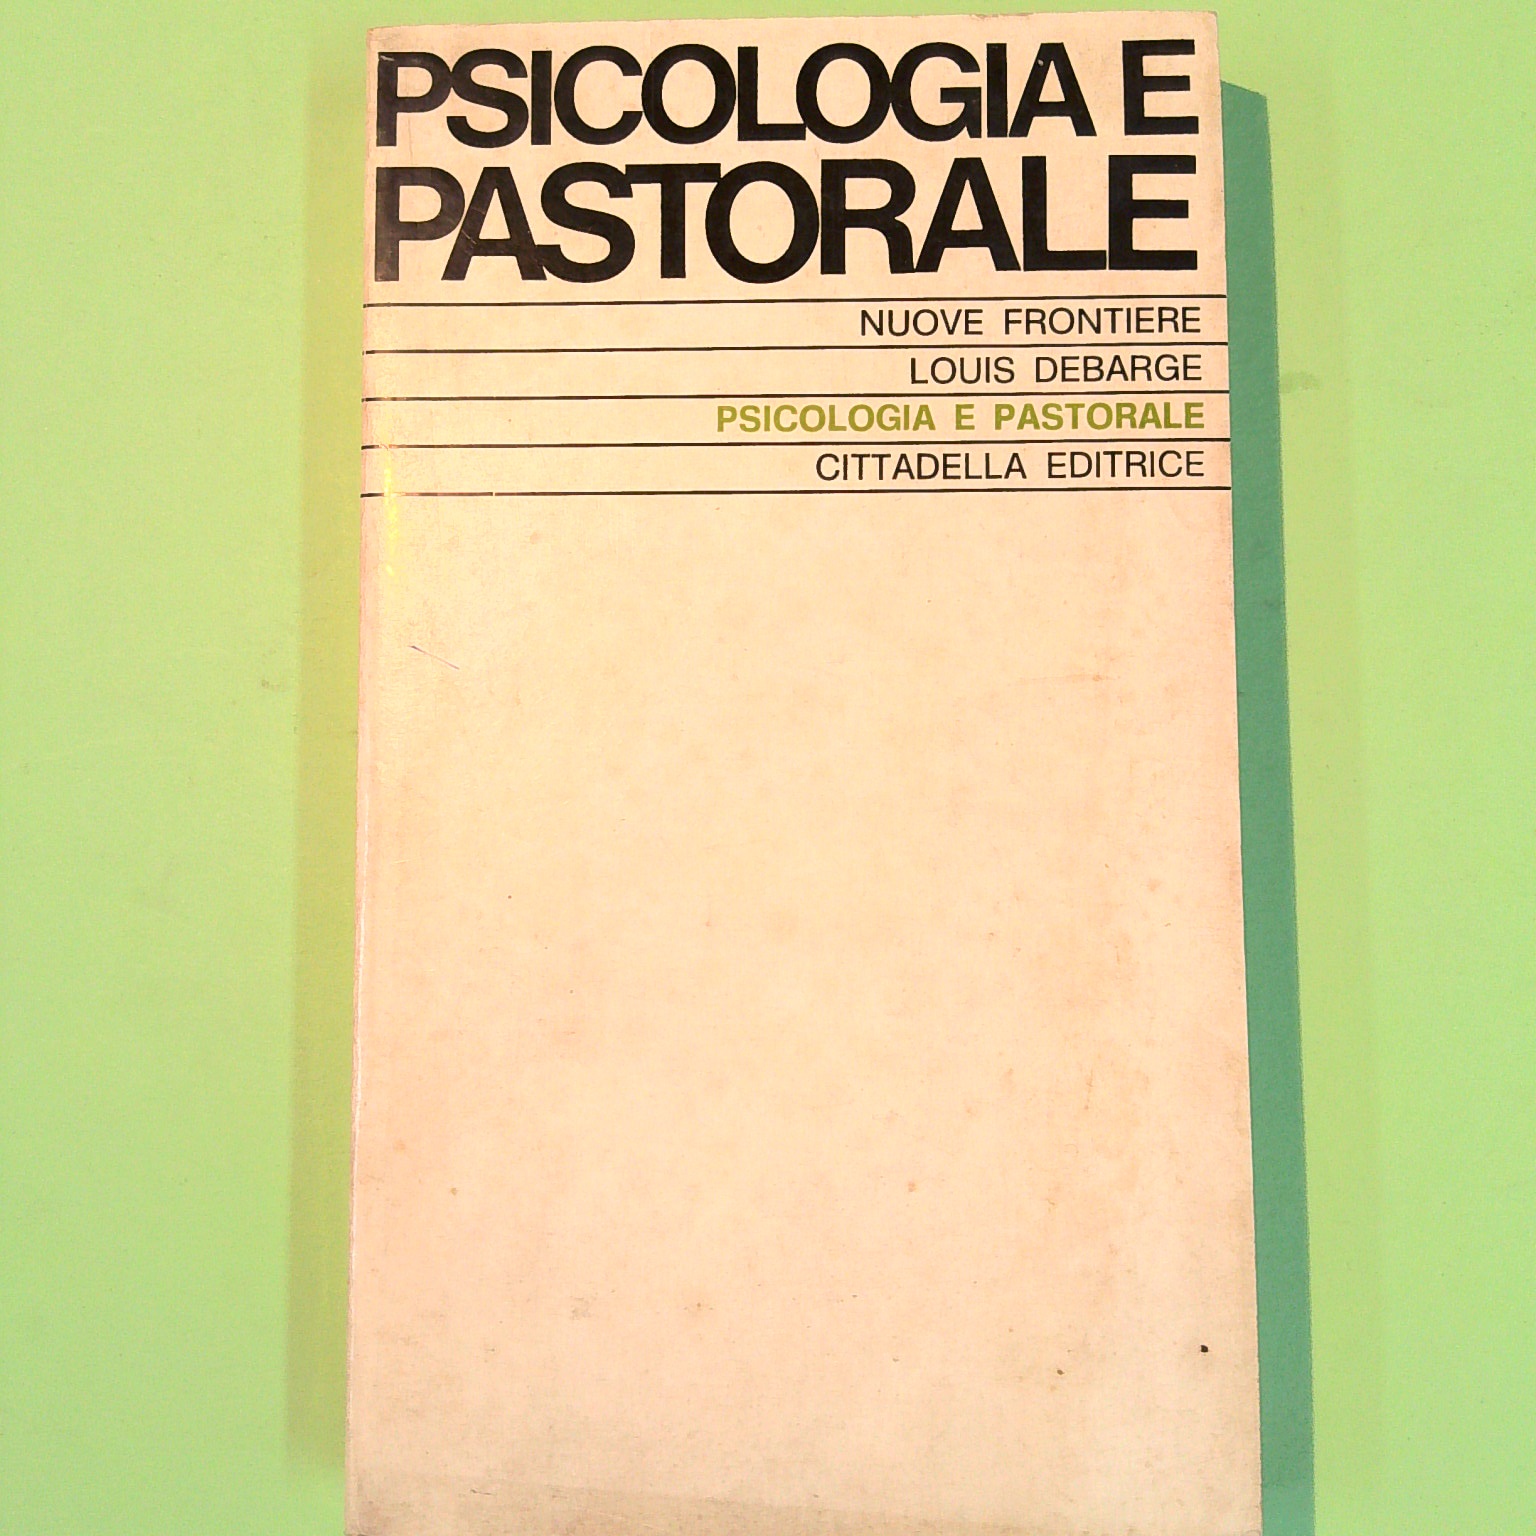 PSICOLOGIA E
PASTORALE
NUOVE FRONTIERE
LOUIS DEBARGE
PSICOLOGIA E PASTORALE
CITTADELLA EDITRICE